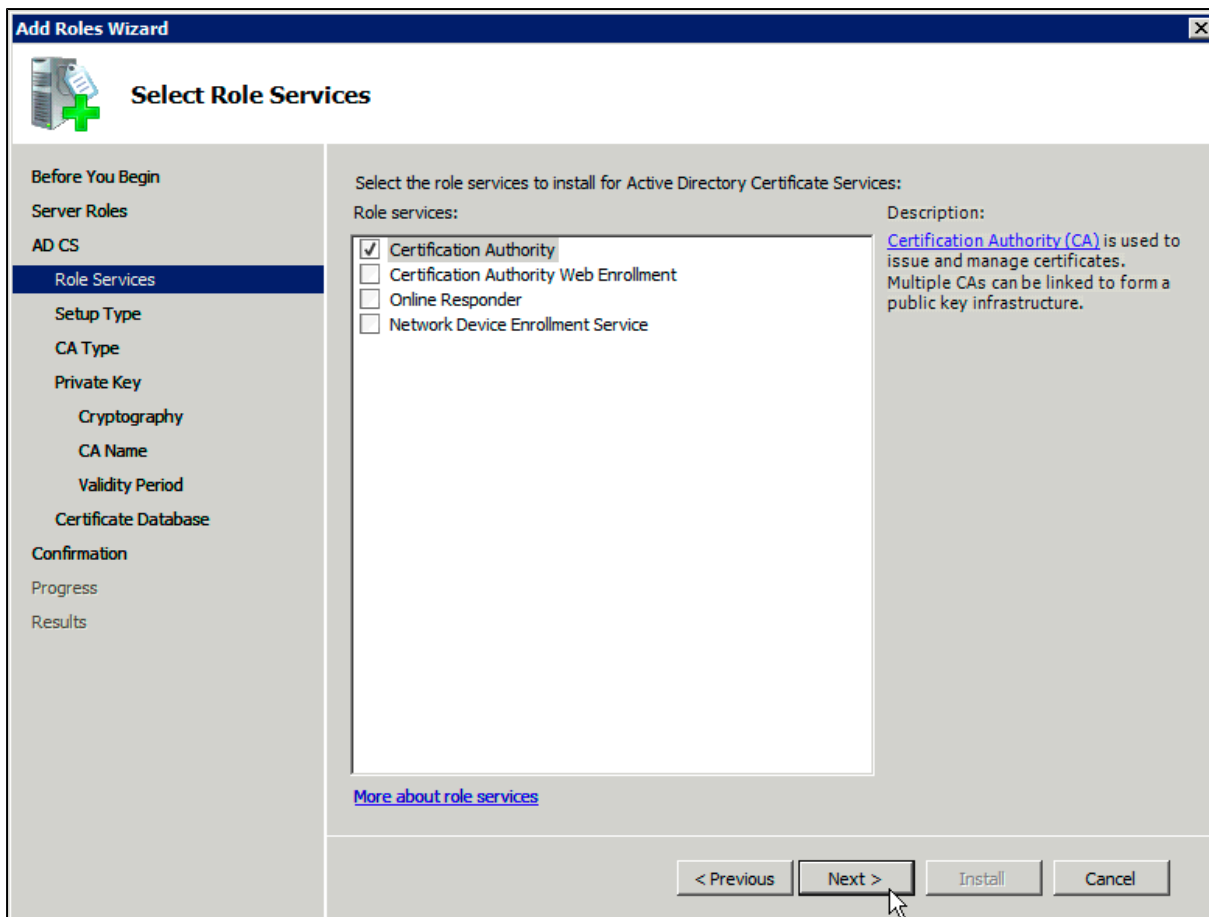 Add Roles Wizard
Select Role Services
Before You Begin
Server Roles
AD CS
Role Services
Setup Type
CA Type
Private Key
Cryptography
CA Name
Validity Period
Certificate Database
Confirmation
Progress
Results
Select the role services to install for Active Directory Certificate Services:
Role services:
Certification Authority
Certification Authority Web Enrollment
Online Responder
Network Device Enrollment Service
Description:
Certification Authority (CA) is used to
issue and manage certificates.
Multiple CAs can be linked to form a
public key infrastructure.
More about role services
< Previous
Next >
Install
Cancel